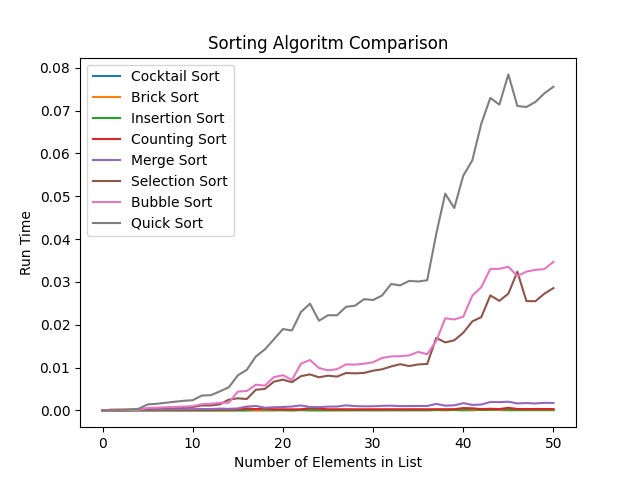 Sorting Algoritm Comparison
0.08
0.07
0.06
0.05
0.04
0.03
0.02
0.01
0.00
Run Time
Cocktail Sort
Brick Sort
Insertion Sort
Counting Sort
Merge Sort
Selection Sort
Bubble Sort
Quick Sort
0 10 20 30 40 50
Number of Elements in List